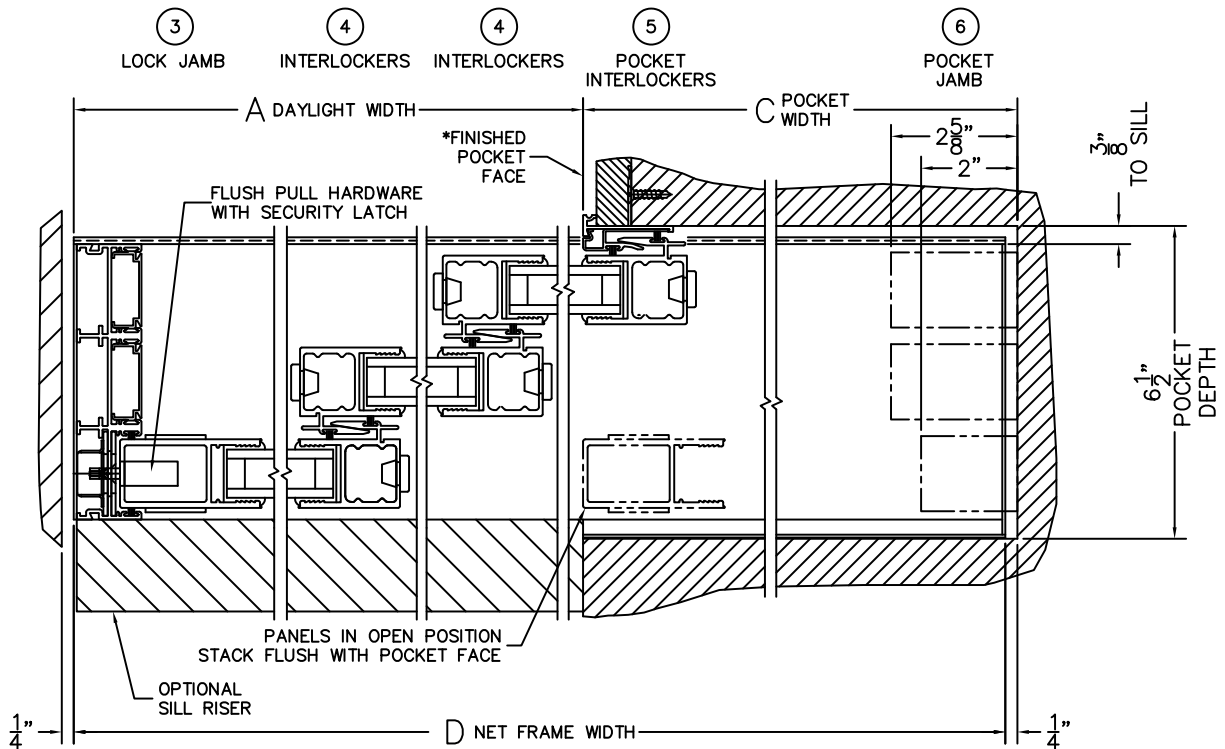 3
4
4
5
6
LOCK JAMB
INTERLOCKERS
INTERLOCKERS
POCKET
INTERLOCKERS
POCKET
JAMB
A DAYLIGHT WIDTH
C POCKET
WIDTH
*FINISHED
POCKET
FACE
2 5/8"
2"
3/8"
TO SILL
FLUSH PULL HARDWARE
WITH SECURITY LATCH
6 1/2"
POCKET
DEPTH
PANELS IN OPEN POSITION
STACK FLUSH WITH POCKET FACE
OPTIONAL
SILL RISER
1/4"
D NET FRAME WIDTH
1/4"